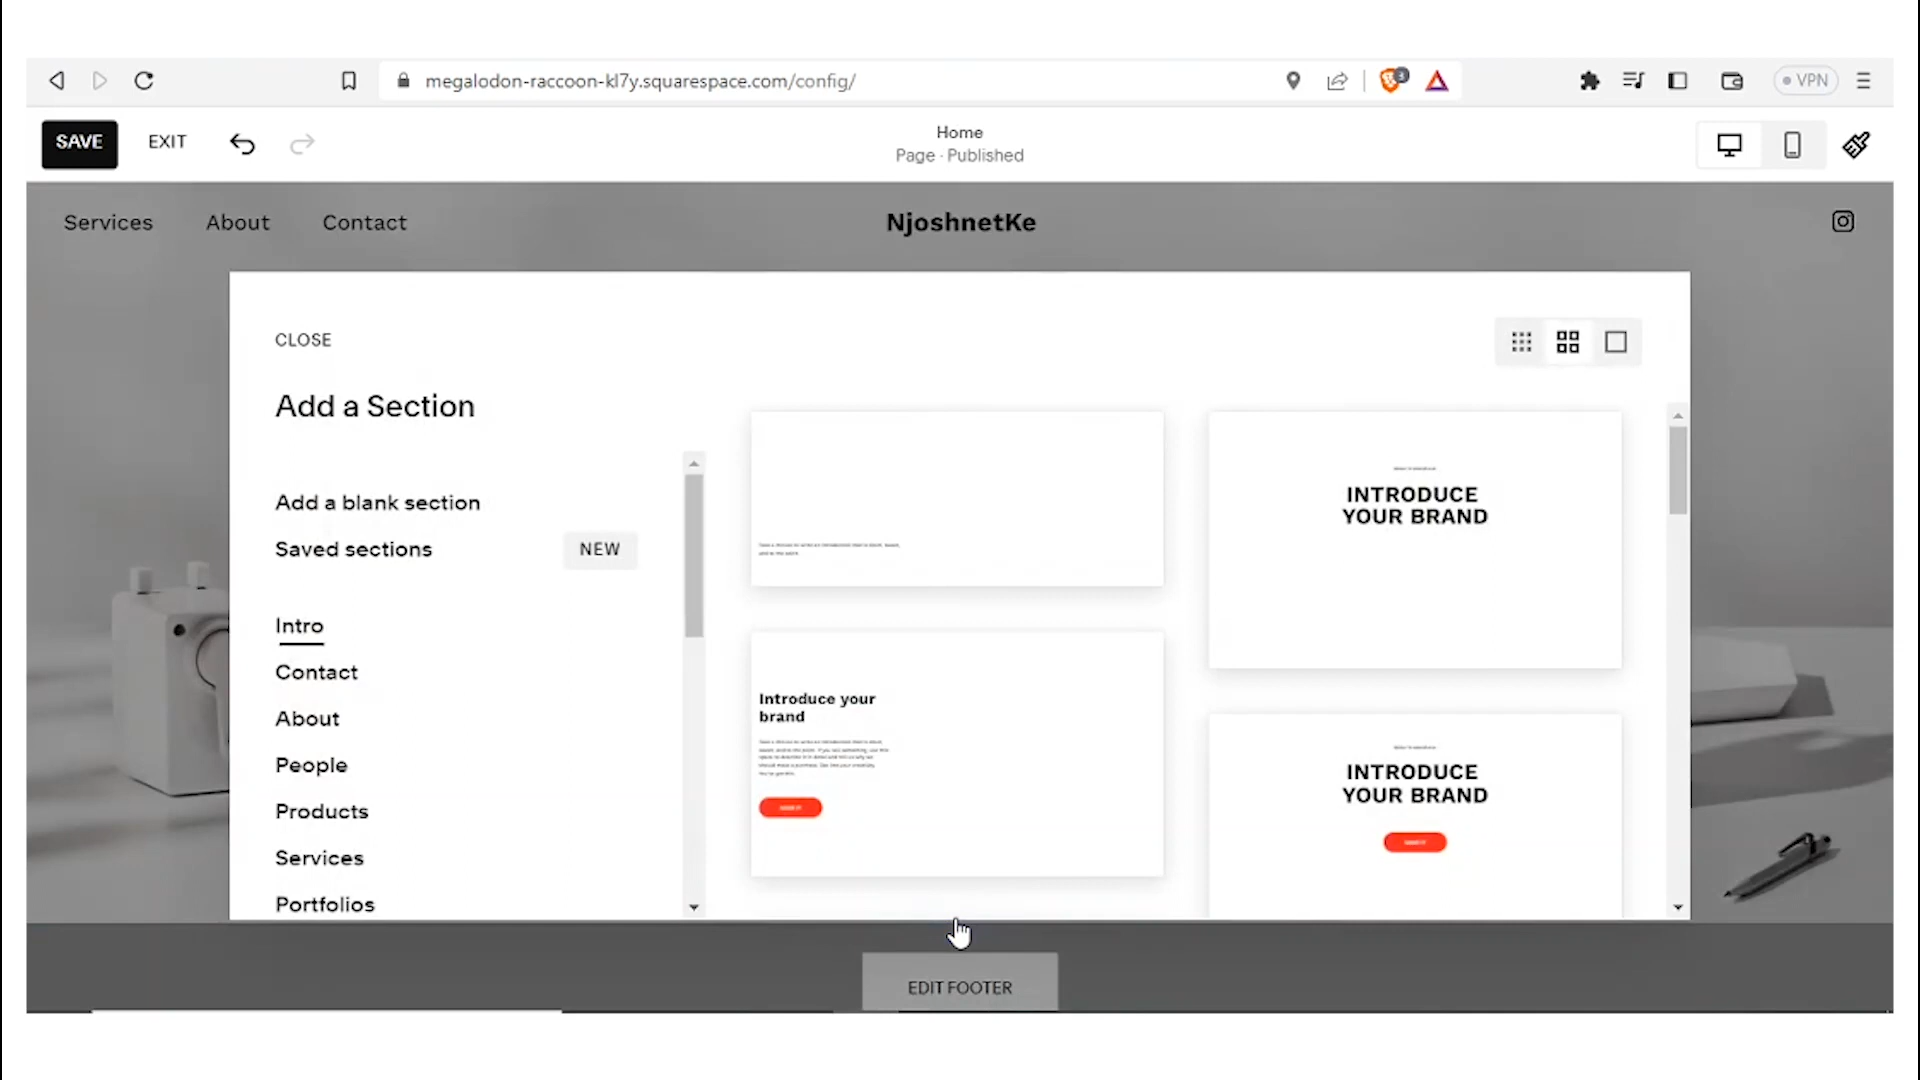 megalodon-raccoon-kl7y.squarespace.com/config/
3
VPN
SAVE
EXIT
Home
Page · Published
Services
About
Contact
NjoshnetKe
CLOSE
Add a Section
Add a blank section
Saved sections
NEW
Intro
Contact
About
People
Products
Services
Portfolios
INTRODUCE
YOUR BRAND
Introduce your
brand
INTRODUCE
YOUR BRAND
EDIT FOOTER